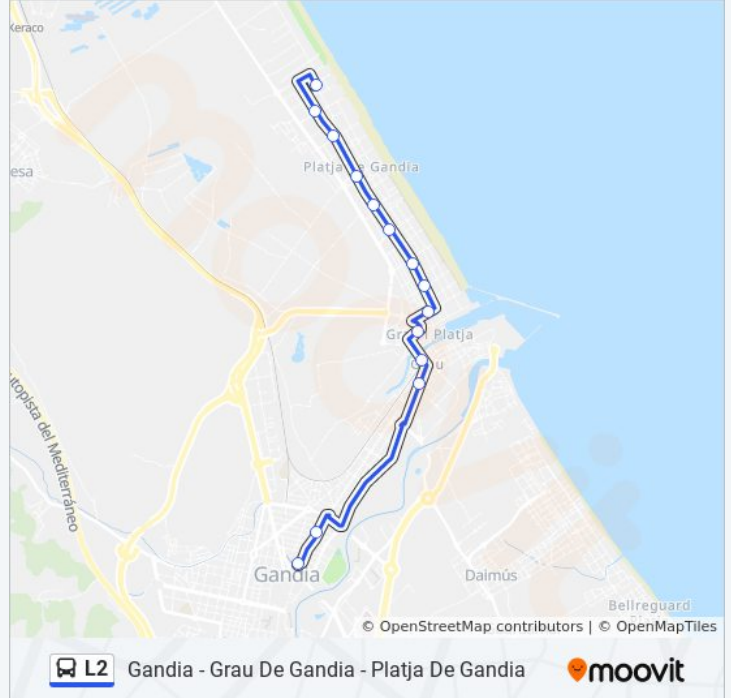 Xeraco
esa
Platja De Gandia
Grau Platja
Grau
utopista del Mediterráneo
Gandia
Daimús
Bellreguard
© OpenStreetMap contributors | © OpenMapTiles
L2 Gandia - Grau De Gandia - Platja De Gandia
moovit